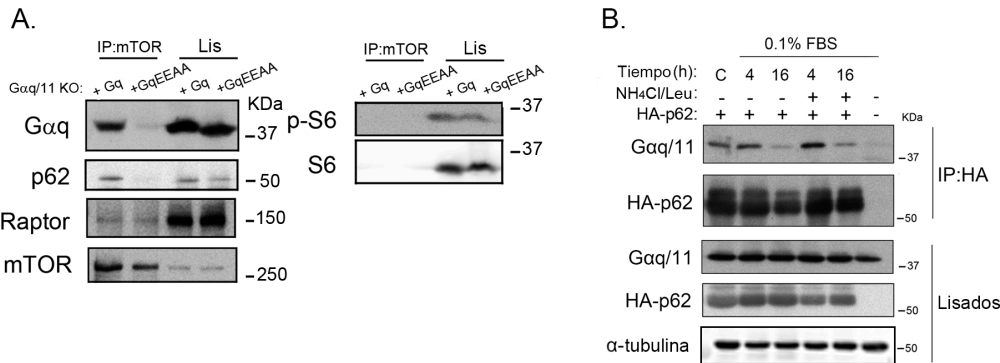 A.
IP:mTOR Lis
Gαq/11 KO: + Gq +GqEEAA + Gq +GqEEAA
KDa
Gαq
– 37
p62
– 50
Raptor
–150
mTOR
–250
IP:mTOR Lis
+ Gq +GqEEAA + Gq +GqEEAA
p-S6
–37
S6
–37
B.
0.1% FBS
Tiempo(h): C 4 16 4 16
NH₄Cl/Leu: - - - + + -
HA-p62: + + + + + -
KDa
Gαq/11
–37
HA-p62
–50
IP:HA
Gαq/11
–37
HA-p62
–50
α-tubulina
–50
Lisados